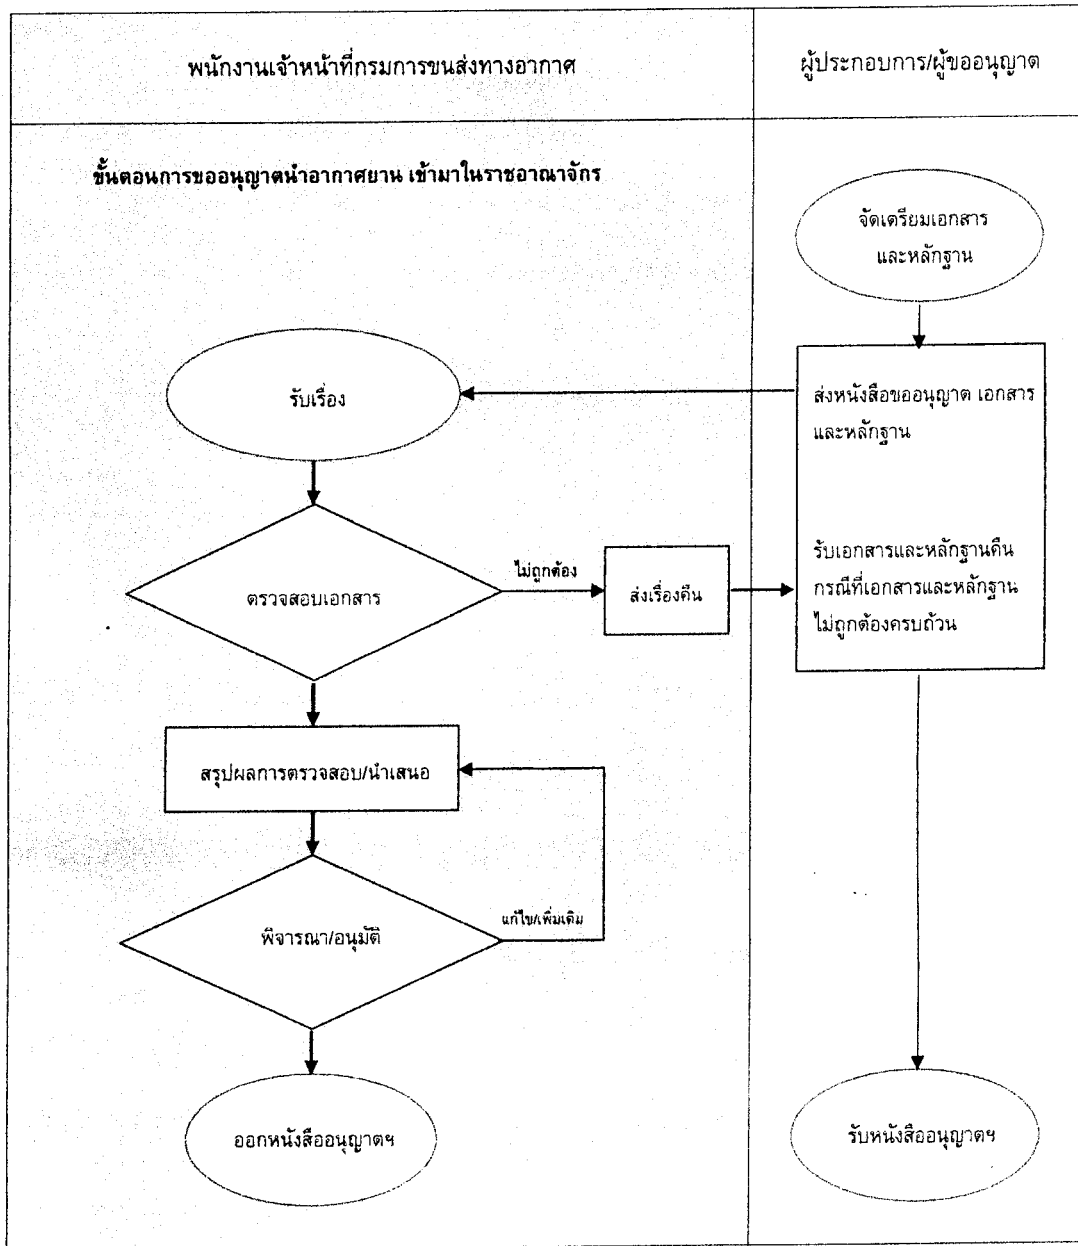 พนักงานเจ้าหน้าที่กรมการขนส่งทางอากาศ
ผู้ประกอบการ/ผู้ขออนุญาต
ขั้นตอนการขออนุญาตนำอากาศยาน เข้ามาในราชอาณาจักร
จัดเตรียมเอกสาร
และหลักฐาน
รับเรื่อง
ส่งหนังสือขออนุญาต เอกสาร
และหลักฐาน
ตรวจสอบเอกสาร
ไม่ถูกต้อง
ส่งเรื่องคืน
รับเอกสารและหลักฐานคืน
กรณีที่เอกสารและหลักฐาน
ไม่ถูกต้องครบถ้วน
สรุปผลการตรวจสอบ/นำเสนอ
พิจารณา/อนุมัติ
แก้ไข/เพิ่มเติม
ออกหนังสืออนุญาตฯ
รับหนังสืออนุญาตฯ